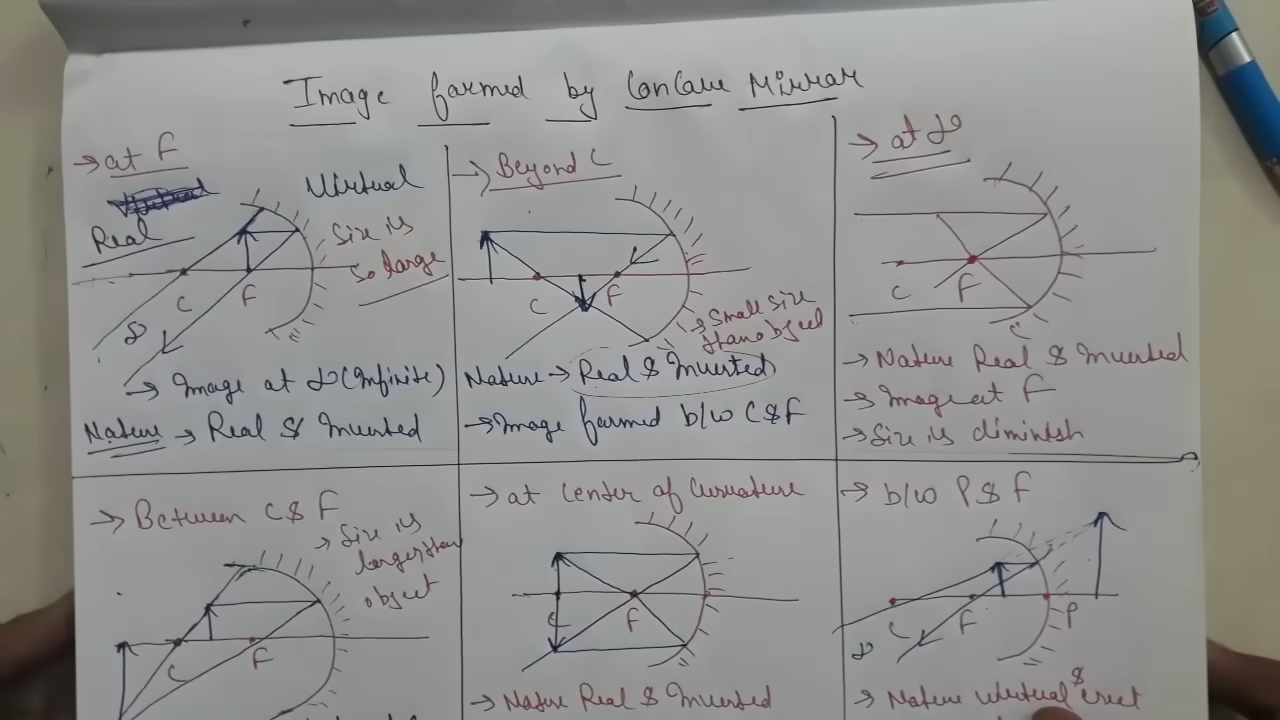 Image formed by Concave Mirror
→ at F
Real
Virtual
Size is
so large
C F
∞
→ Image at ∞ (Infinite)
Nature → Real & Inverted
→ Beyond C
C F
→ Small size
than object
Nature → Real & Inverted
→ Image formed b/w C & F
→ at ∞
C F
→ Nature Real & Inverted
→ Image at F
→ Size is diminish
→ Between C & F
→ Size is
larger than
object
C F
→ at center of Curvature
C F
→ Nature Real & Inverted
→ b/w P & F
C F P
∞
→ Nature virtual & erect